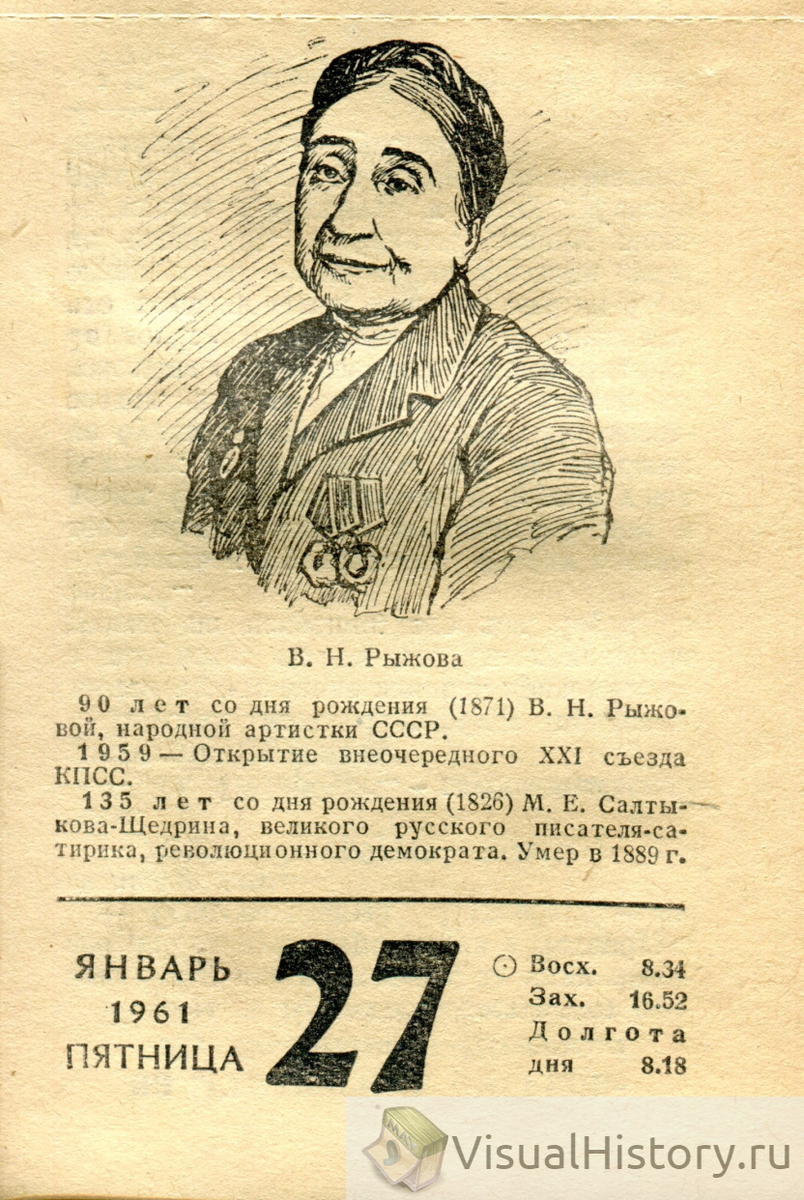 В. Н. Рыжова
90 лет со дня рождения (1871) В. Н. Рыжо-
вой, народной артистки СССР.
1959 — Открытие внеочередного XXI съезда
КПСС.
135 лет со дня рождения (1826) М. Е. Салты-
кова-Щедрина, великого русского писателя-са-
тирика, революционного демократа. Умер в 1889 г.
ЯНВАРЬ
1961
ПЯТНИЦА
27
Восх. 8.34
Зах. 16.52
Долгота
дня 8.18
VisualHistory.ru